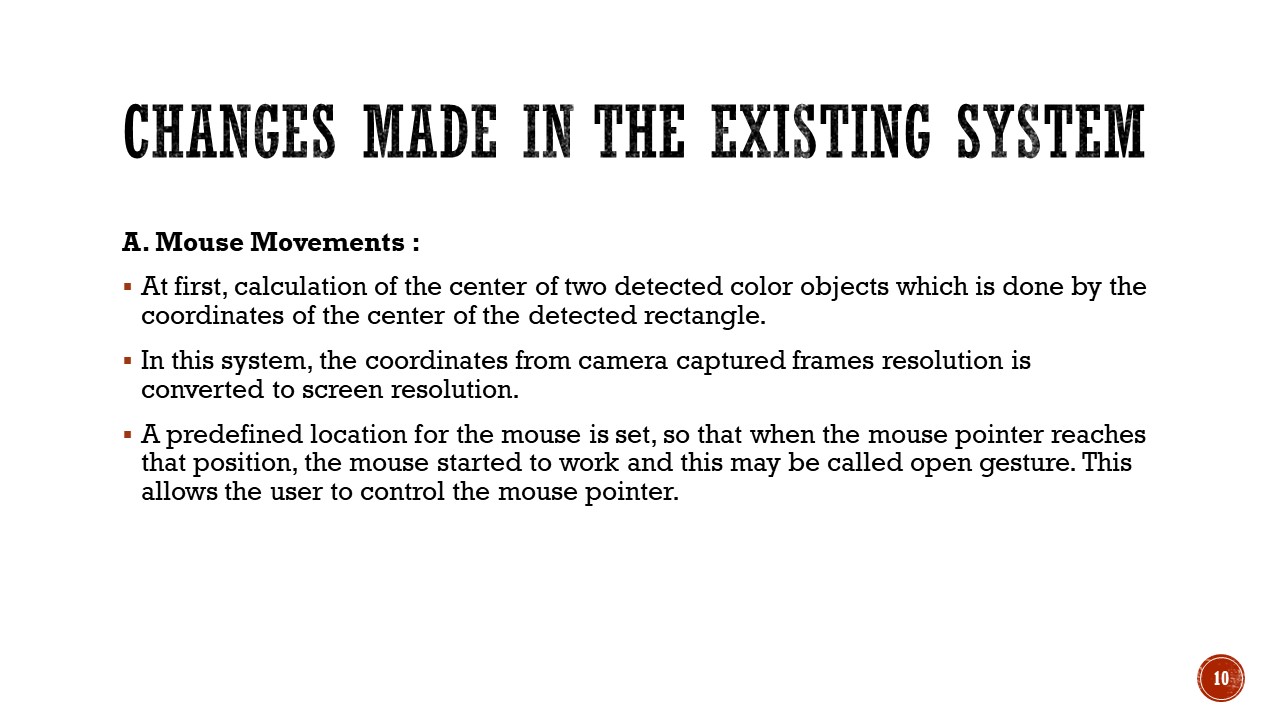 CHANGES MADE IN THE EXISTING SYSTEM
A. Mouse Movements :
▪ At first, calculation of the center of two detected color objects which is done by the
coordinates of the center of the detected rectangle.
▪ In this system, the coordinates from camera captured frames resolution is
converted to screen resolution.
▪ A predefined location for the mouse is set, so that when the mouse pointer reaches
that position, the mouse started to work and this may be called open gesture. This
allows the user to control the mouse pointer.
10